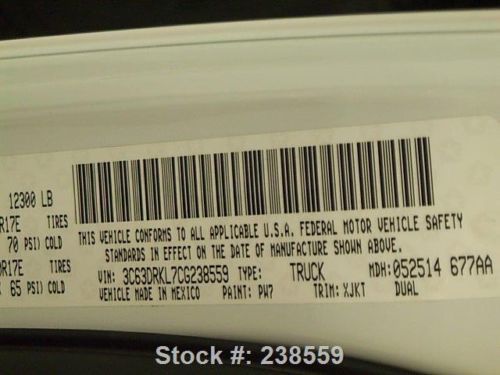 12300 LB
R17E TIRES
70 PSI) COLD
R17E TIRES
65 PSI) COLD
THIS VEHICLE CONFORMS TO ALL APPLICABLE U.S.A. FEDERAL MOTOR VEHICLE SAFETY
STANDARDS IN EFFECT ON THE DATE OF MANUFACTURE SHOWN ABOVE.
VIN: 3C63DRKL7CG238559 TYPE: TRUCK MDH: 052514 677AA
VEHICLE MADE IN MEXICO PAINT: PW7 TRIM: XJKT DUAL
Stock #: 238559